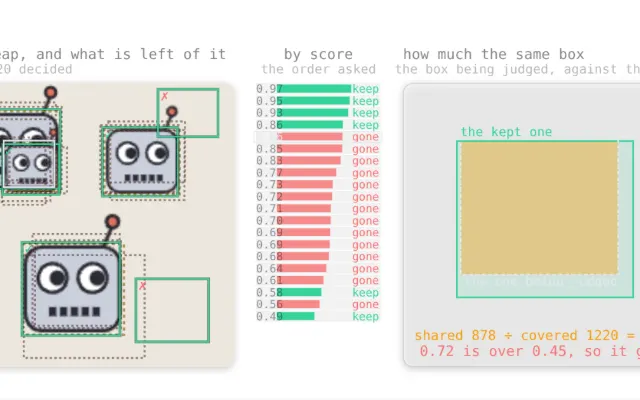 eap, and what is left of it
20 decided
by score
the order asked
0.97 keep
0.95 keep
0.93 keep
0.86 keep
gone
0.85 gone
0.83 gone
0.77 gone
0.73 gone
0.72 gone
0.71 gone
0.70 gone
0.69 gone
0.69 gone
0.68 gone
0.64 gone
0.61 gone
0.58 keep
0.56 gone
0.49 keep
how much the same box
the box being judged, against th
the kept one
shared 878 ÷ covered 1220 =
0.72 is over 0.45, so it g